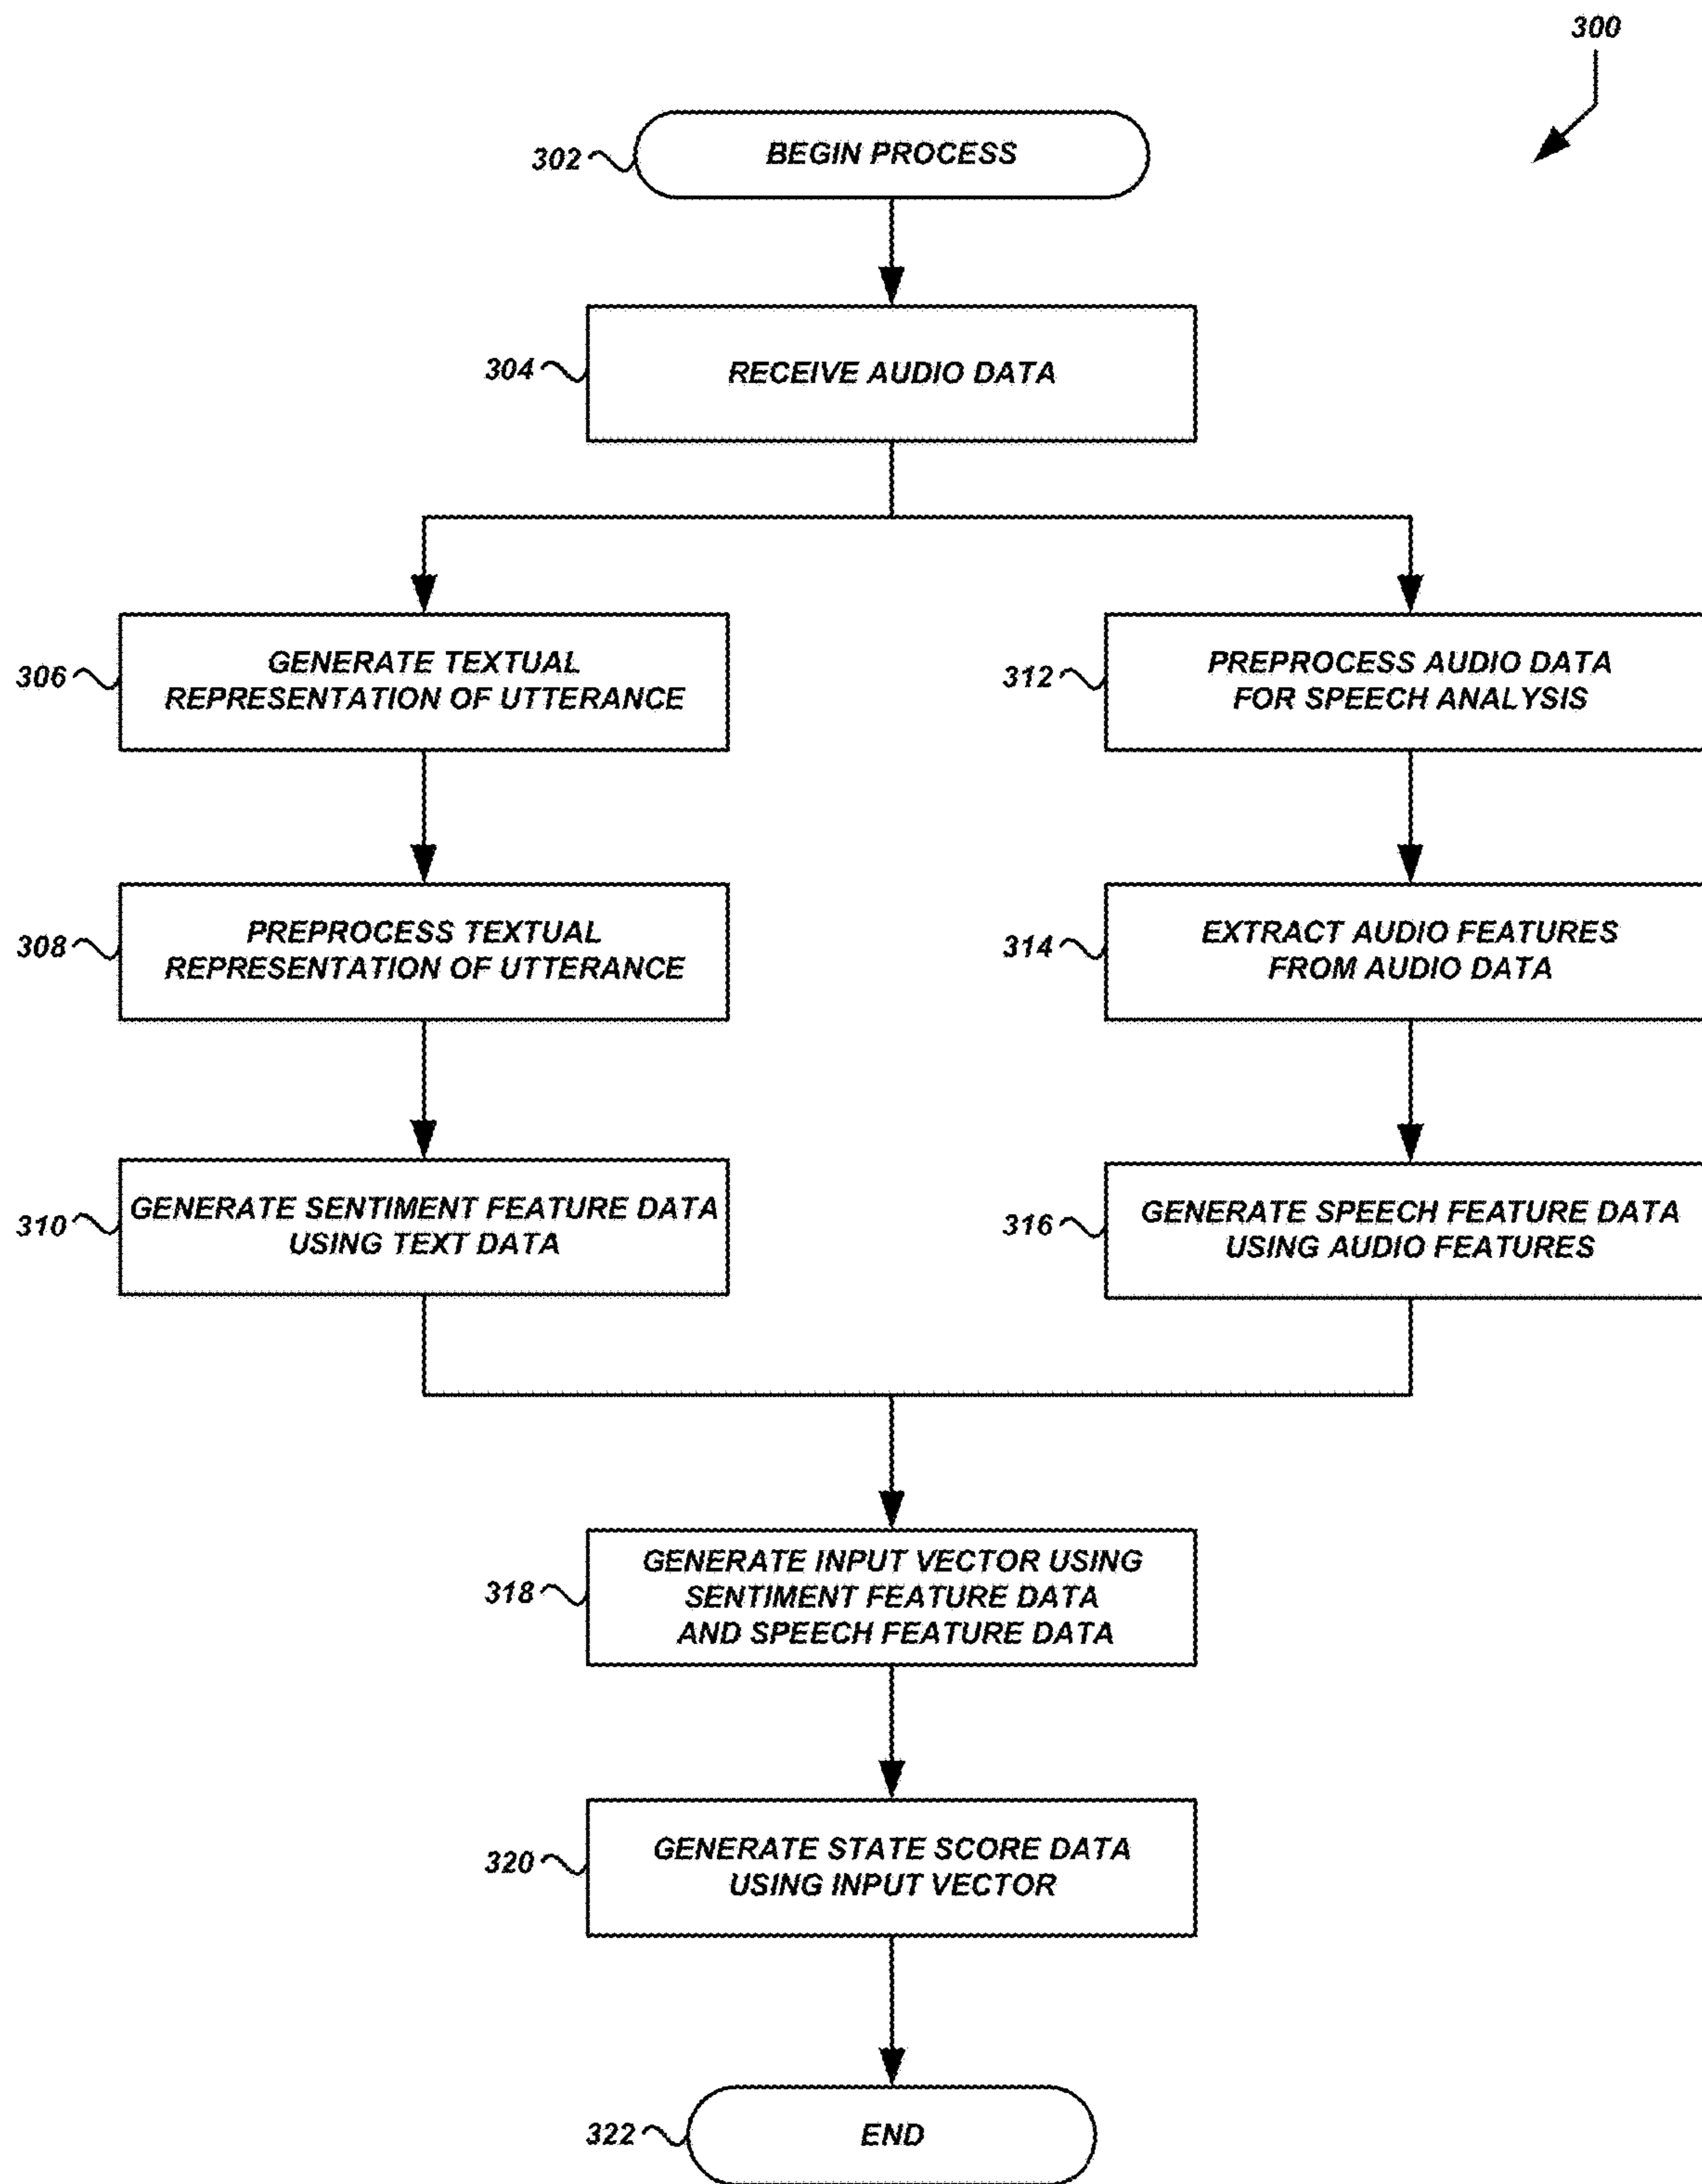 300
302
BEGIN PROCESS
304
RECEIVE AUDIO DATA
306
GENERATE TEXTUAL
REPRESENTATION OF UTTERANCE
312
PREPROCESS AUDIO DATA
FOR SPEECH ANALYSIS
308
PREPROCESS TEXTUAL
REPRESENTATION OF UTTERANCE
314
EXTRACT AUDIO FEATURES
FROM AUDIO DATA
310
GENERATE SENTIMENT FEATURE DATA
USING TEXT DATA
316
GENERATE SPEECH FEATURE DATA
USING AUDIO FEATURES
318
GENERATE INPUT VECTOR USING
SENTIMENT FEATURE DATA
AND SPEECH FEATURE DATA
320
GENERATE STATE SCORE DATA
USING INPUT VECTOR
322
END